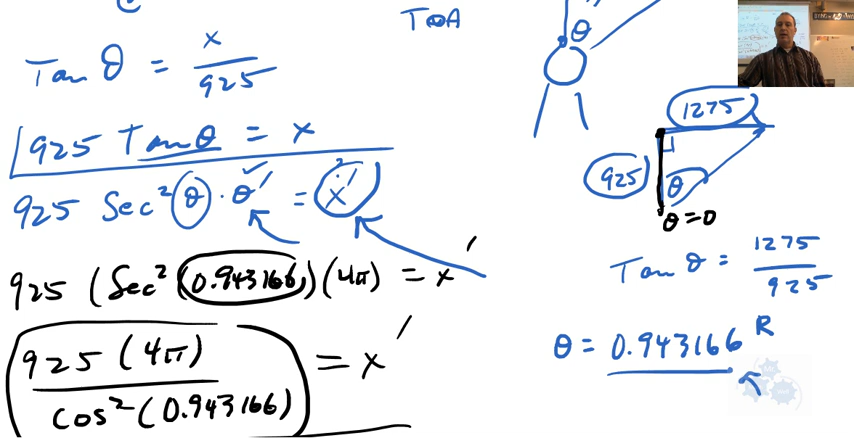 TOA
θ
Tan θ = x / 925
925 Tan θ = x
925 Sec² θ · θ' = x'
925 (Sec² (0.943166))(4π) = x'
925 (4π) / cos² (0.943166) = x'
1275
925
θ
θ=0
Tan θ = 1275 / 925
θ = 0.943166 R